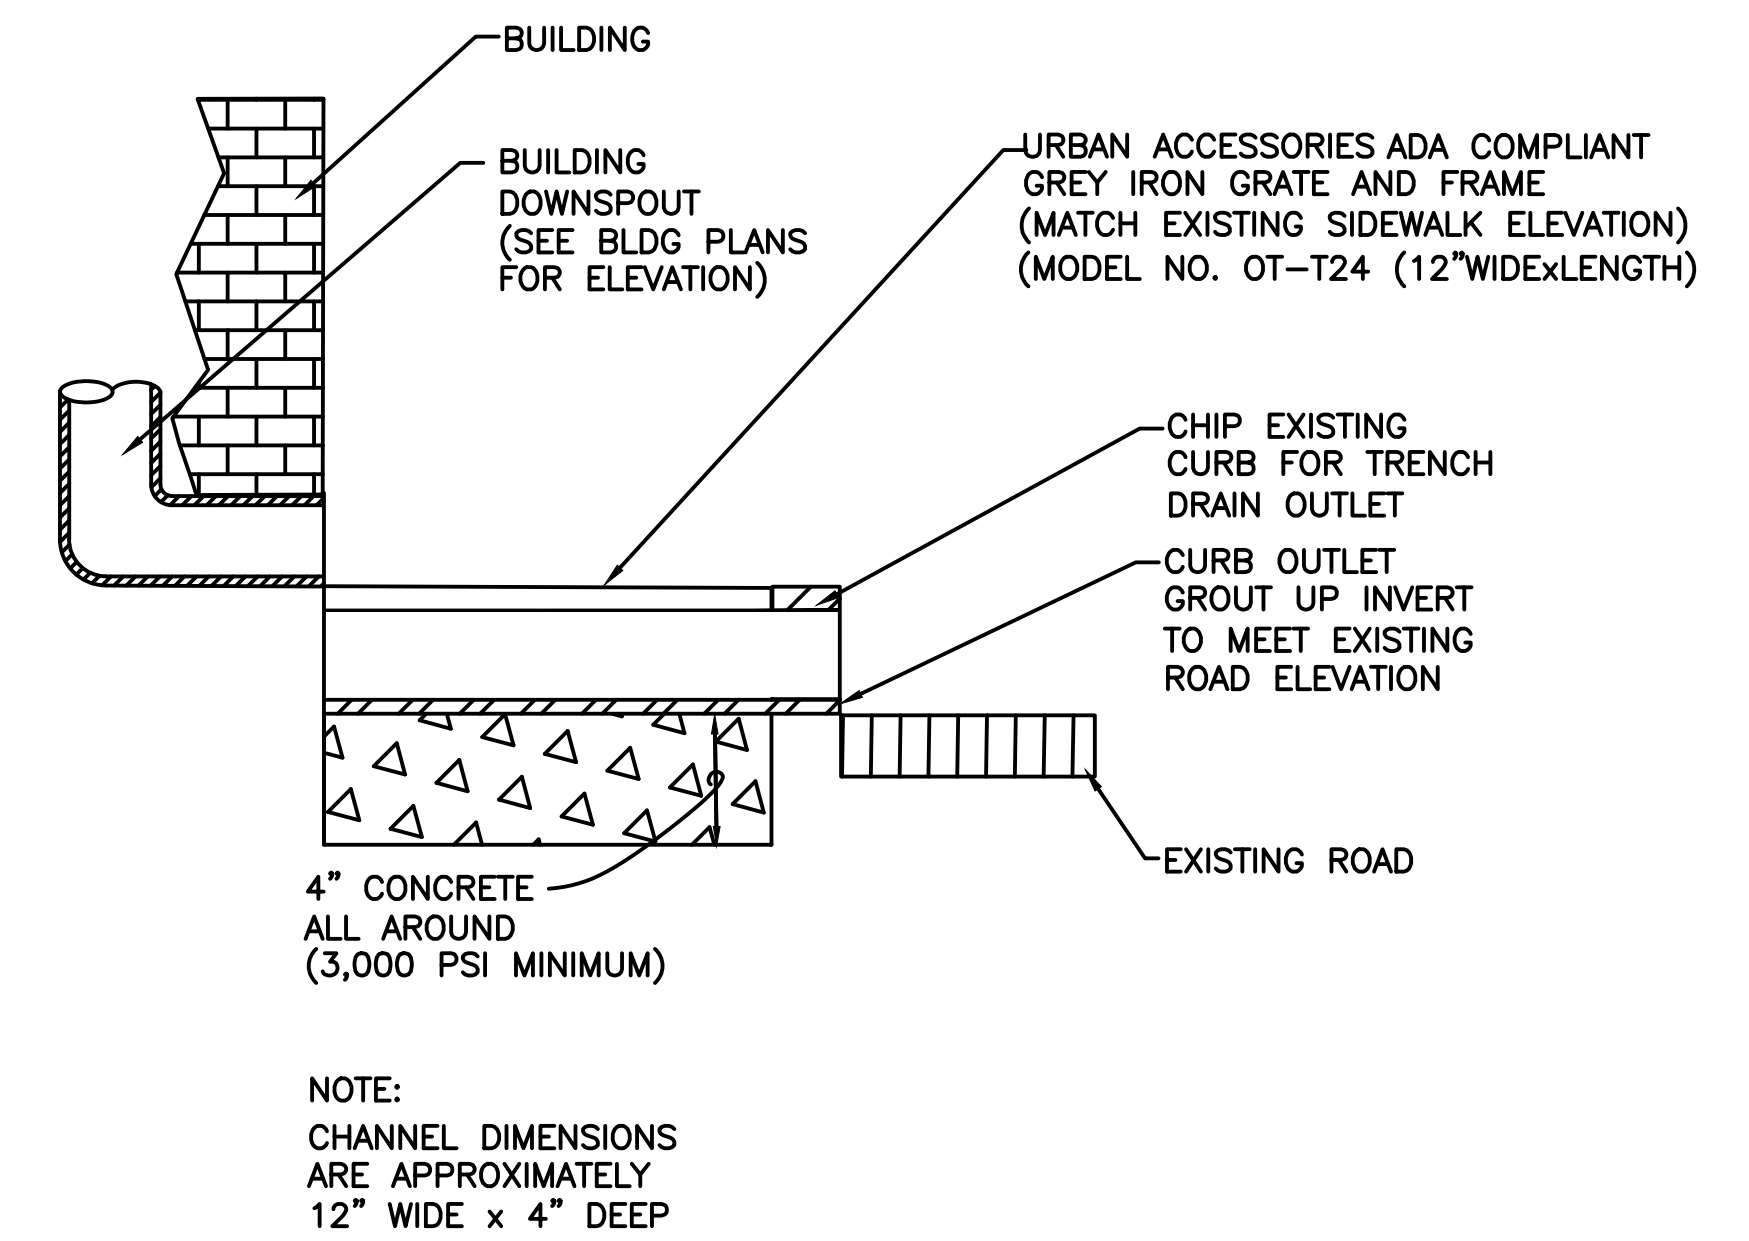 BUILDING
BUILDING
DOWNSPOUT
(SEE BLDG PLANS
FOR ELEVATION)
URBAN ACCESSORIES ADA COMPLIANT
GREY IRON GRATE AND FRAME
(MATCH EXISTING SIDEWALK ELEVATION)
(MODEL NO. OT-T24 (12"WIDExLENGTH)
CHIP EXISTING
CURB FOR TRENCH
DRAIN OUTLET
CURB OUTLET
GROUT UP INVERT
TO MEET EXISTING
ROAD ELEVATION
EXISTING ROAD
4" CONCRETE
ALL AROUND
(3,000 PSI MINIMUM)
NOTE:
CHANNEL DIMENSIONS
ARE APPROXIMATELY
12" WIDE x 4" DEEP